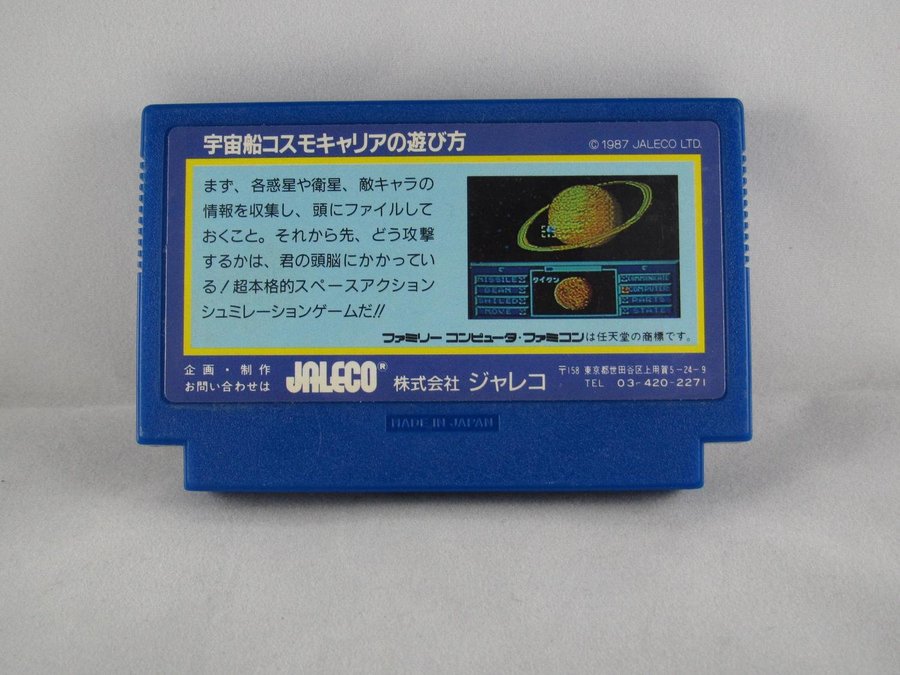 宇宙船コスモキャリアの遊び方
© 1987 JALECO LTD.
まず、各惑星や衛星、敵キャラの
情報を収集し、頭にファイルして
おくこと。それから先、どう攻撃
するかは、君の頭脳にかかってい
る!超本格的スペースアクション
シュミレーションゲームだ!!
MISSILE
BEAM
SHIELD
MOVE
タイタン
COMMUNICATE
COMPUTER
PARTS
STATE
ファミリー コンピュータ・ファミコンは任天堂の商標です。
企画・制作
お問い合わせは
JALECO® 株式会社 ジャレコ
〒158 東京都世田谷区上用賀5-24-9
TEL 03-420-2271
MADE IN JAPAN